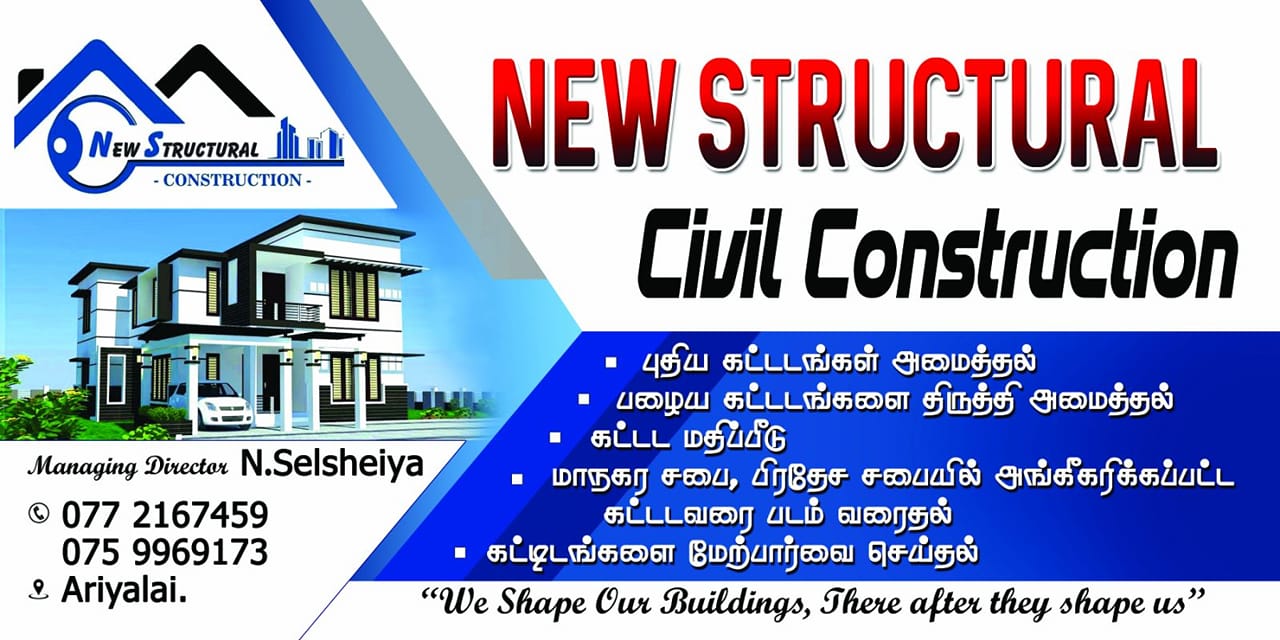 NEW STRUCTURAL
- CONSTRUCTION -
NEW STRUCTURAL
Civil Construction
▪ புதிய கட்டடங்கள் அமைத்தல்
▪ பழைய கட்டடங்களை திருத்தி அமைத்தல்
▪ கட்டட மதிப்பீடு
▪ மாநகர சபை, பிரதேச சபையில் அங்கீகரிக்கப்பட்ட
கட்டடவரை படம் வரைதல்
▪ கட்டிடங்களை மேற்பார்வை செய்தல்
Managing Director N.Selsheiya
077 2167459
075 9969173
Ariyalai.
“We Shape Our Buildings, There after they shape us”